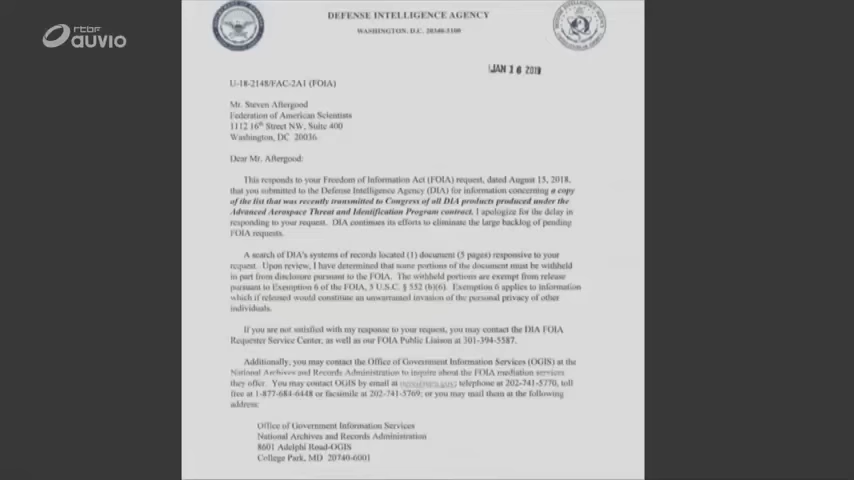 rtbf
auvio
DEFENSE INTELLIGENCE AGENCY
WASHINGTON, D.C. 20340-5100
JAN 16 2019
U-18-2148/FAC-2A1 (FOIA)
Mr. Steven Aftergood
Federation of American Scientists
1112 16th Street NW, Suite 400
Washington, DC 20036
Dear Mr. Aftergood:
This responds to your Freedom of Information Act (FOIA) request, dated August 15, 2018,
that you submitted to the Defense Intelligence Agency (DIA) for information concerning a copy
of the list that was recently transmitted to Congress of all DIA products produced under the
Advanced Aerospace Threat and Identification Program contract. I apologize for the delay in
responding to your request. DIA continues its efforts to eliminate the large backlog of pending
FOIA requests.
A search of DIA's systems of records located (1) document (5 pages) responsive to your
request. Upon review, I have determined that some portions of the document must be withheld
in part from disclosure pursuant to the FOIA. The withheld portions are exempt from release
pursuant to Exemption 6 of the FOIA, 5 U.S.C. § 552 (b)(6). Exemption 6 applies to information
which if released would constitute an unwarranted invasion of the personal privacy of other
individuals.
If you are not satisfied with my response to your request, you may contact the DIA FOIA
Requester Service Center, as well as our FOIA Public Liaison at 301-394-5587.
Additionally, you may contact the Office of Government Information Services (OGIS) at the
National Archives and Records Administration to inquire about the FOIA mediation services
they offer. You may contact OGIS by email at telephone at 202-741-5770, toll
free at 1-877-684-6448 or facsimile at 202-741-5769; or you may mail them at the following
address:
Office of Government Information Services
National Archives and Records Administration
8601 Adelphi Road-OGIS
College Park, MD 20740-6001